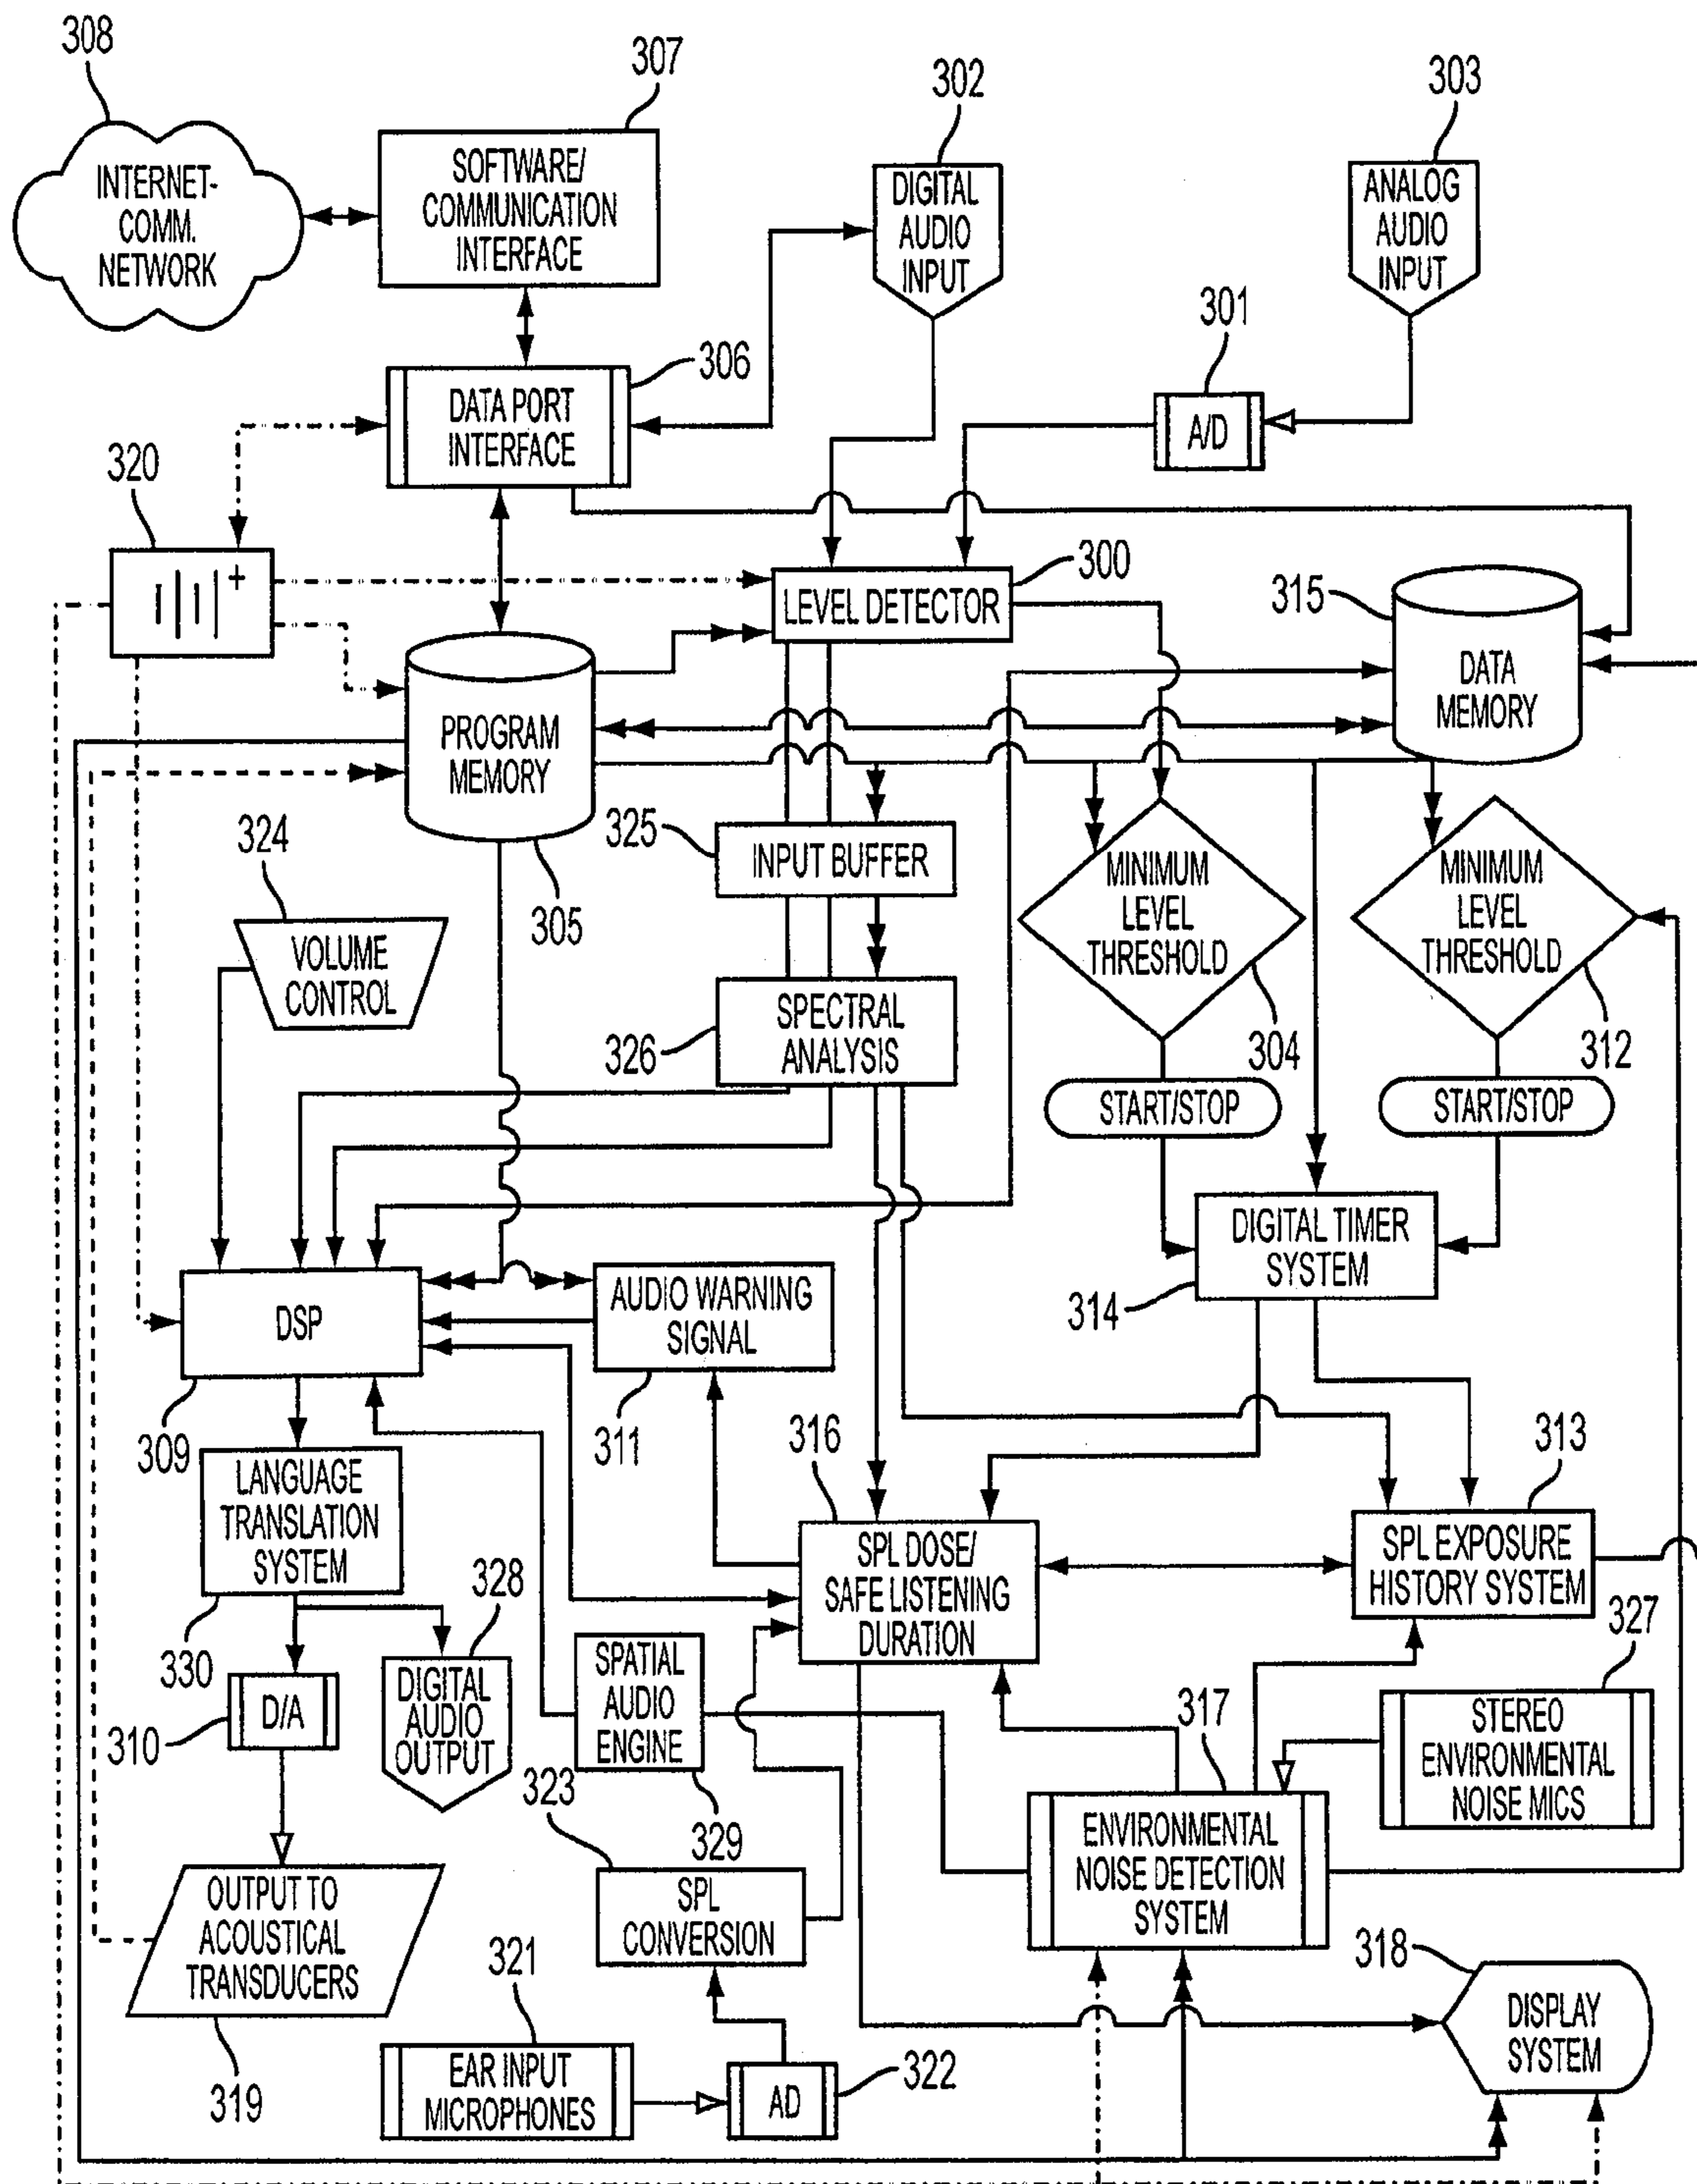 308
307
302
303
INTERNET-
COMM.
NETWORK
SOFTWARE/
COMMUNICATION
INTERFACE
DIGITAL
AUDIO
INPUT
ANALOG
AUDIO
INPUT
301
A/D
306
DATA PORT
INTERFACE
320
+
300
LEVEL DETECTOR
315
DATA
MEMORY
PROGRAM
MEMORY
305
325
INPUT BUFFER
MINIMUM
LEVEL
THRESHOLD
304
MINIMUM
LEVEL
THRESHOLD
312
324
VOLUME
CONTROL
326
SPECTRAL
ANALYSIS
START/STOP
START/STOP
DIGITAL TIMER
SYSTEM
314
DSP
309
AUDIO WARNING
SIGNAL
311
316
SPL DOSE/
SAFE LISTENING
DURATION
313
SPL EXPOSURE
HISTORY SYSTEM
LANGUAGE
TRANSLATION
SYSTEM
330
328
DIGITAL
AUDIO
OUTPUT
310
D/A
SPATIAL
AUDIO
ENGINE
329
327
STEREO
ENVIRONMENTAL
NOISE MICS
317
ENVIRONMENTAL
NOISE DETECTION
SYSTEM
323
SPL
CONVERSION
OUTPUT TO
ACOUSTICAL
TRANSDUCERS
319
321
EAR INPUT
MICROPHONES
AD
322
318
DISPLAY
SYSTEM